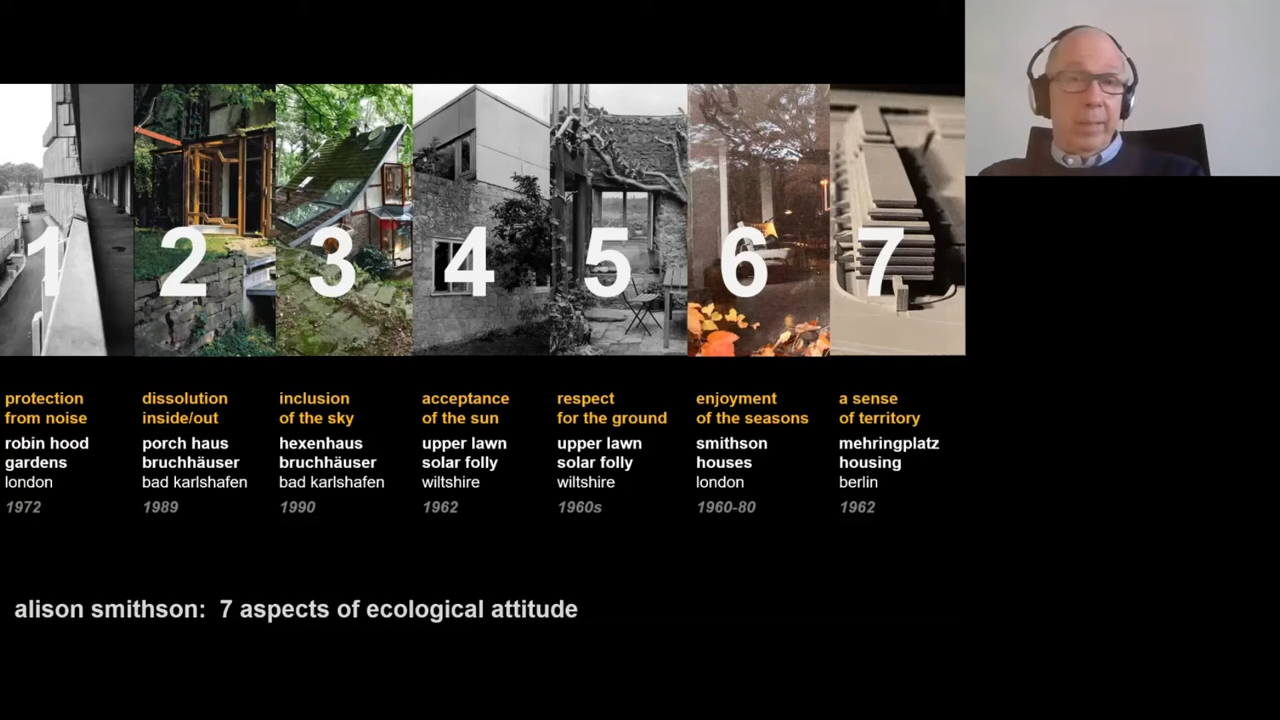 1 2 3 4 5 6 7
protection
from noise
robin hood
gardens
london
1972
dissolution
inside/out
porch haus
bruchhäuser
bad karlshafen
1989
inclusion
of the sky
hexenhaus
bruchhäuser
bad karlshafen
1990
acceptance
of the sun
upper lawn
solar folly
wiltshire
1962
respect
for the ground
upper lawn
solar folly
wiltshire
1960s
enjoyment
of the seasons
smithson
houses
london
1960-80
a sense
of territory
mehringplatz
housing
berlin
1962
alison smithson: 7 aspects of ecological attitude